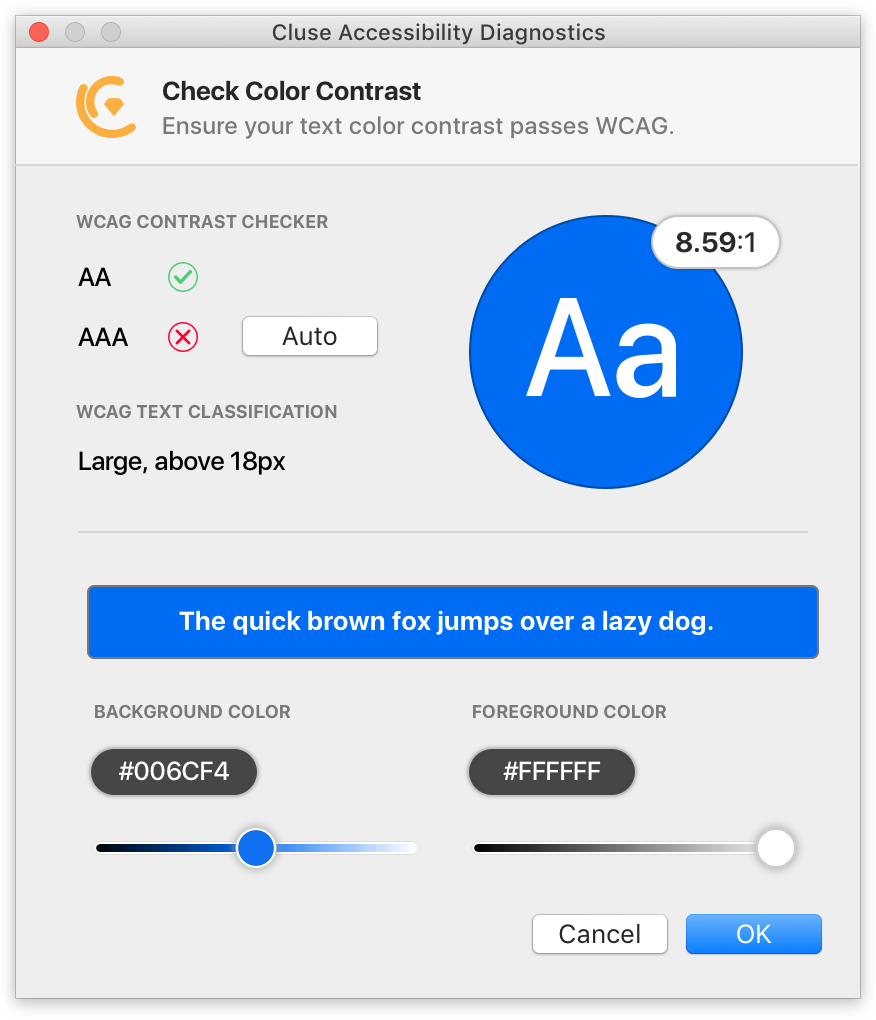 Cluse Accessibility Diagnostics
Check Color Contrast
Ensure your text color contrast passes WCAG.
WCAG CONTRAST CHECKER
8.59:1
AA
AAA
Auto
Aa
WCAG TEXT CLASSIFICATION
Large, above 18px
The quick brown fox jumps over a lazy dog.
BACKGROUND COLOR
FOREGROUND COLOR
#006CF4
#FFFFFF
Cancel
OK